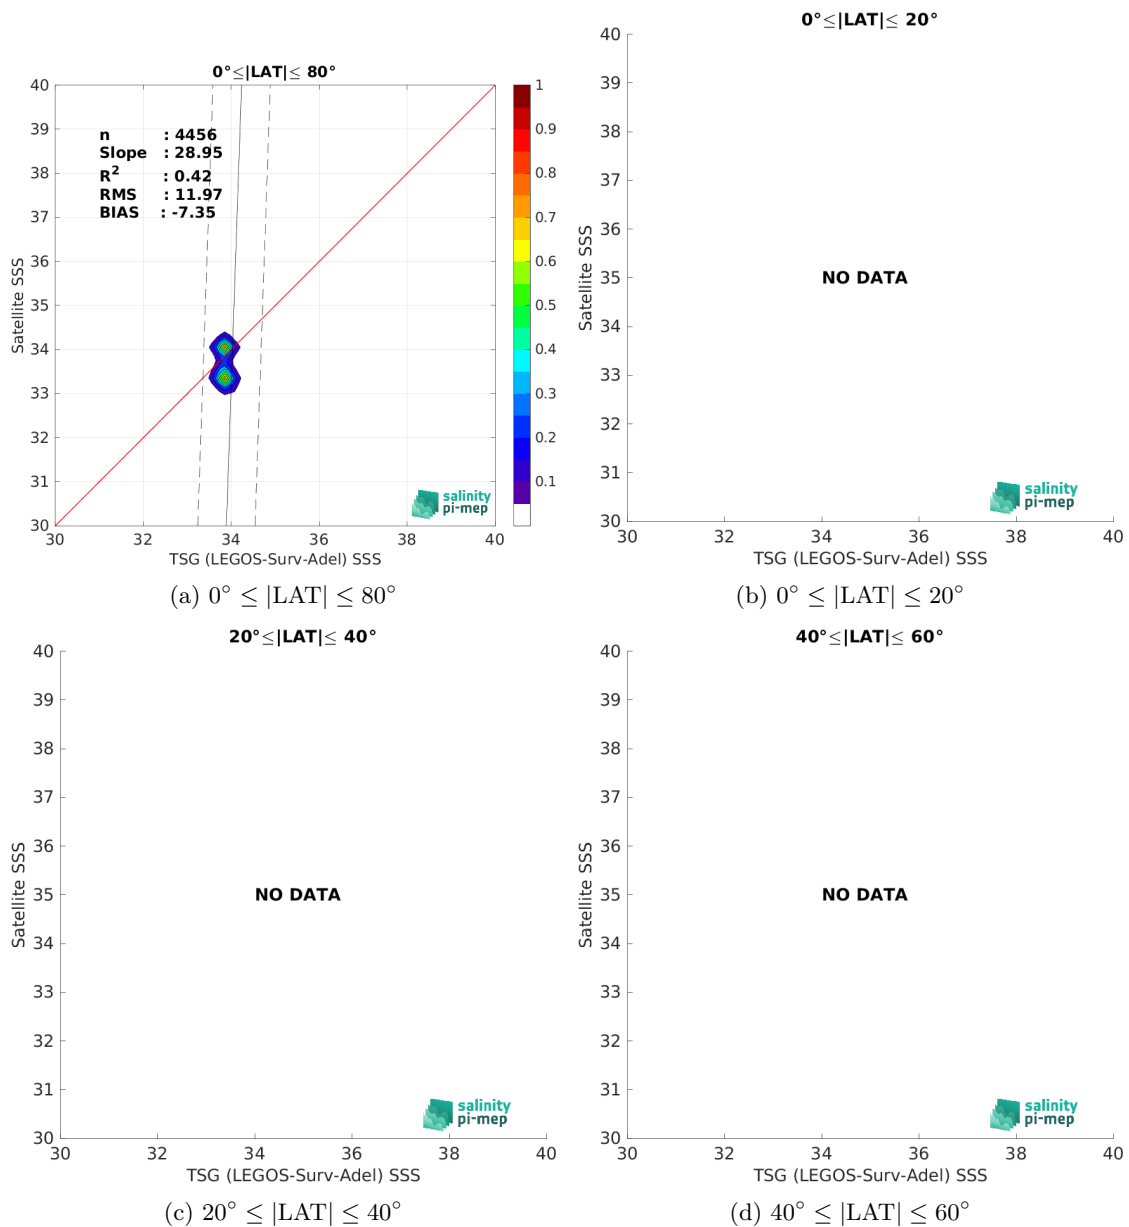 0°≤|LAT|≤ 80°
40
39
38
37
36
35
34
33
32
31
30
Satellite SSS
n : 4456
Slope : 28.95
R² : 0.42
RMS : 11.97
BIAS : -7.35
1
0.9
0.8
0.7
0.6
0.5
0.4
0.3
0.2
0.1
salinity
pi-mep
30 32 34 36 38 40
TSG (LEGOS-Surv-Adel) SSS
(a) 0° ≤ |LAT| ≤ 80°
0°≤|LAT|≤ 20°
40
39
38
37
36
35
34
33
32
31
30
Satellite SSS
NO DATA
salinity
pi-mep
30 32 34 36 38 40
TSG (LEGOS-Surv-Adel) SSS
(b) 0° ≤ |LAT| ≤ 20°
20°≤|LAT|≤ 40°
40
39
38
37
36
35
34
33
32
31
30
Satellite SSS
NO DATA
salinity
pi-mep
30 32 34 36 38 40
TSG (LEGOS-Surv-Adel) SSS
(c) 20° ≤ |LAT| ≤ 40°
40°≤|LAT|≤ 60°
40
39
38
37
36
35
34
33
32
31
30
Satellite SSS
NO DATA
salinity
pi-mep
30 32 34 36 38 40
TSG (LEGOS-Surv-Adel) SSS
(d) 40° ≤ |LAT| ≤ 60°